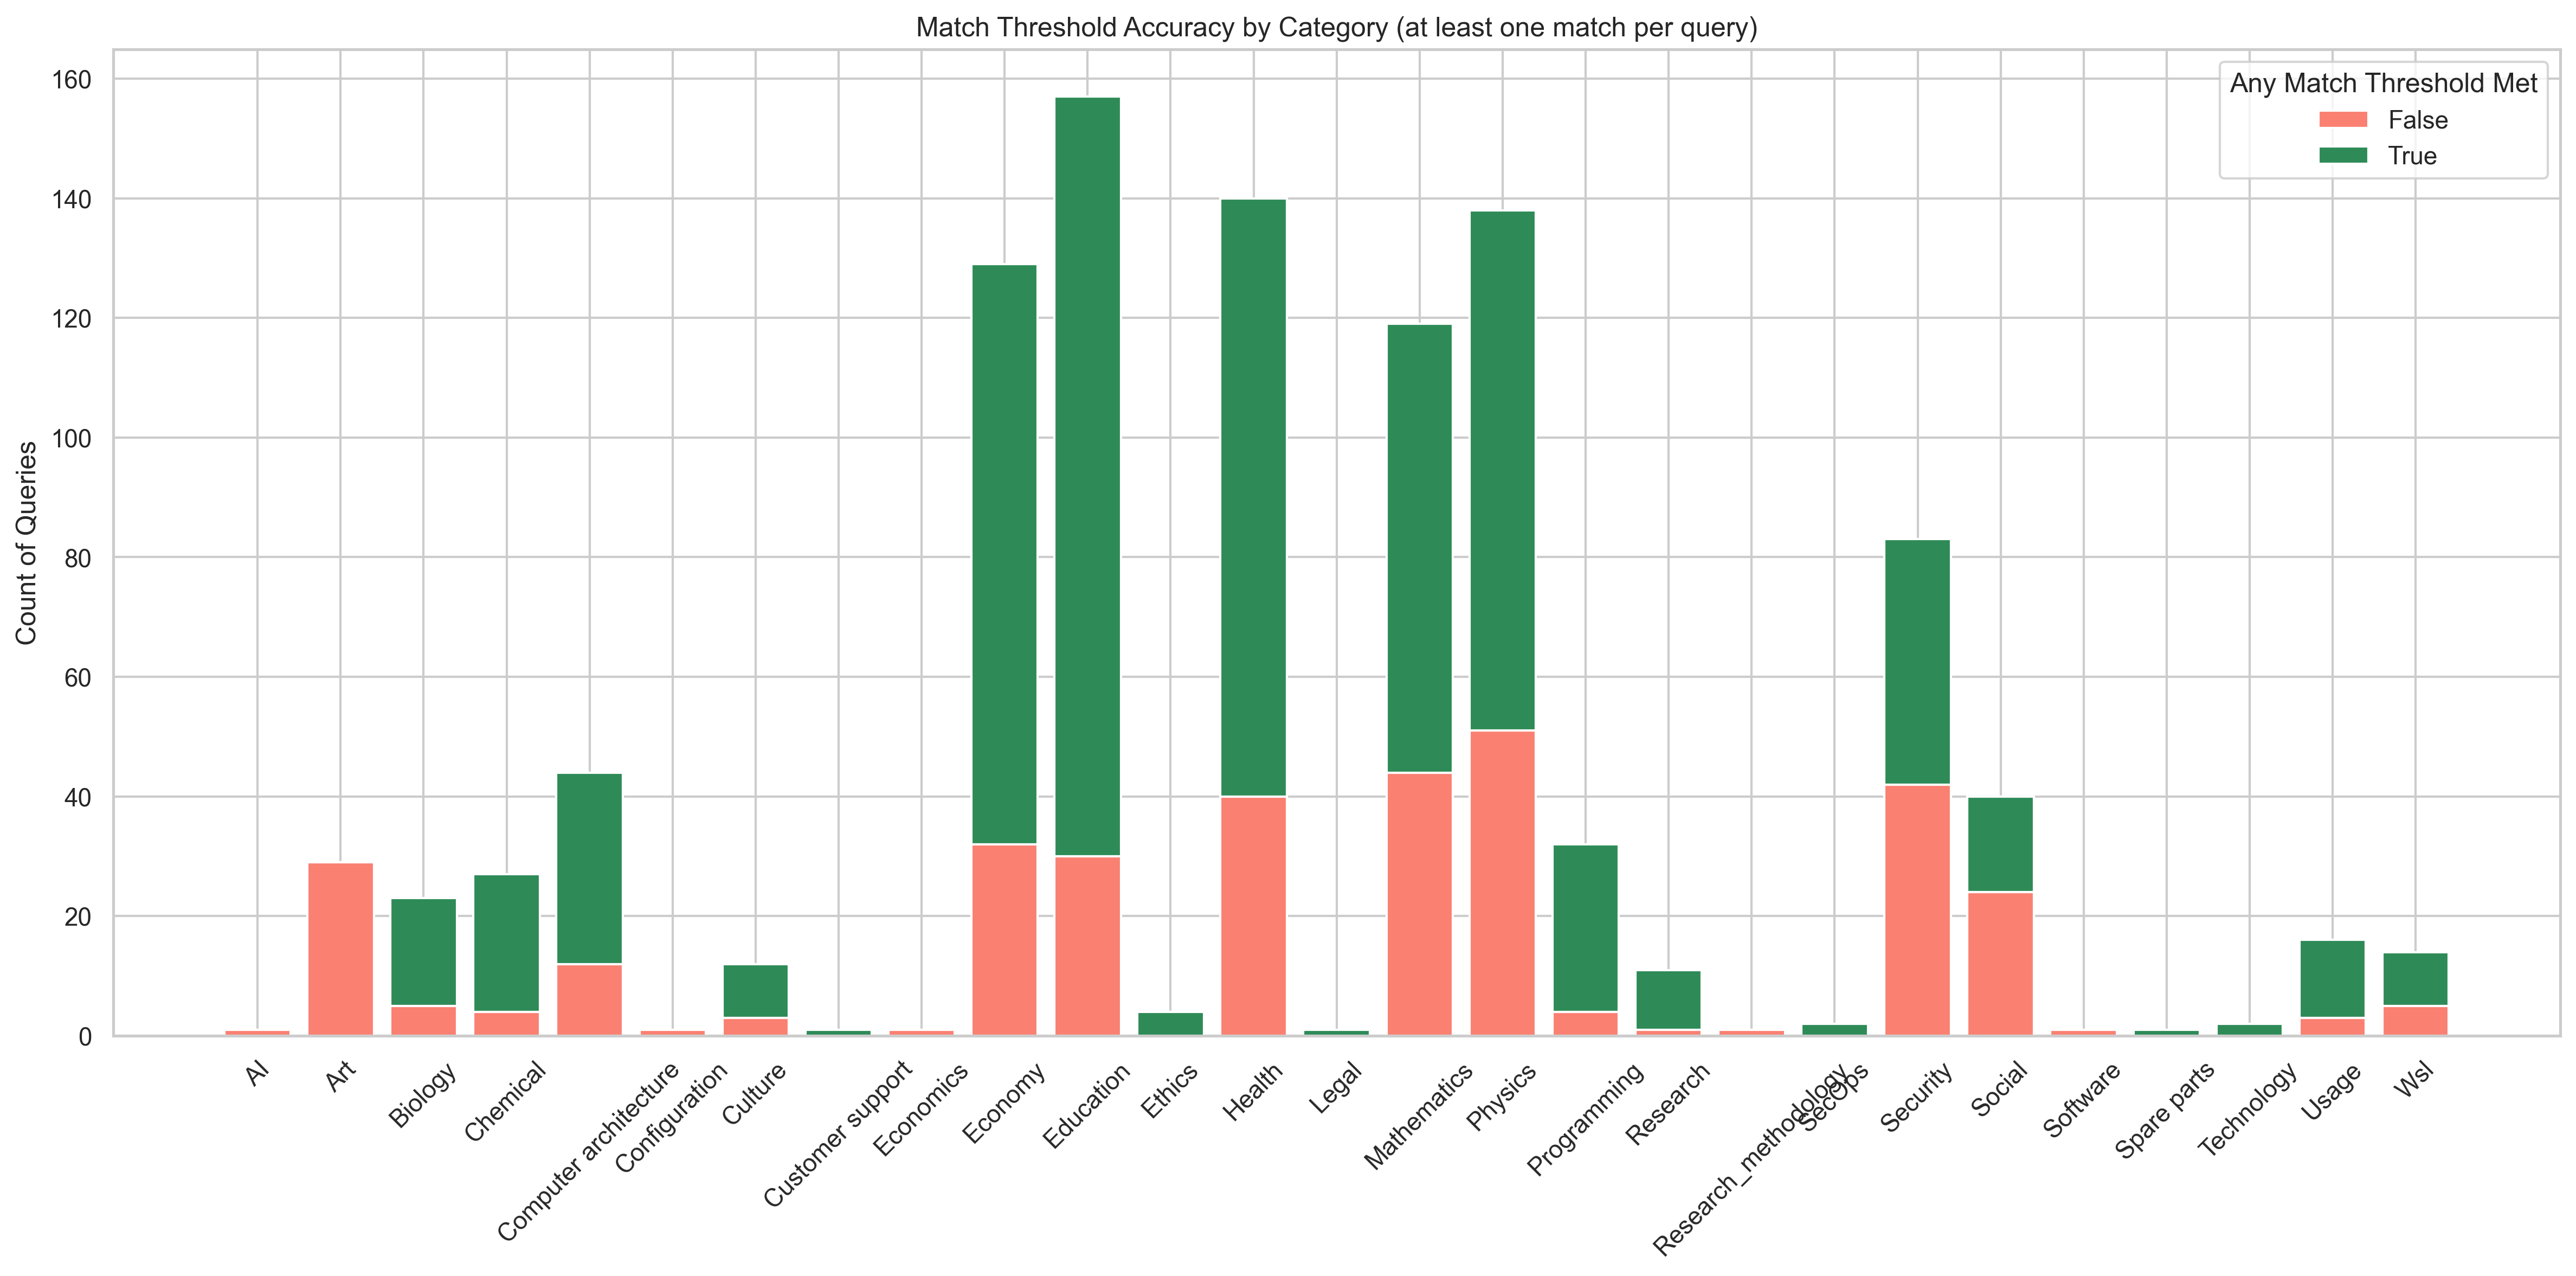 Match Threshold Accuracy by Category (at least one match per query)
Any Match Threshold Met
False
True
Count of Queries
160
140
120
100
80
60
40
20
0
AI
Art
Biology
Chemical
Computer architecture
Configuration
Culture
Customer support
Economics
Economy
Education
Ethics
Health
Legal
Mathematics
Physics
Programming
Research
Research_methodology
SecOps
Security
Social
Software
Spare parts
Technology
Usage
Wsl